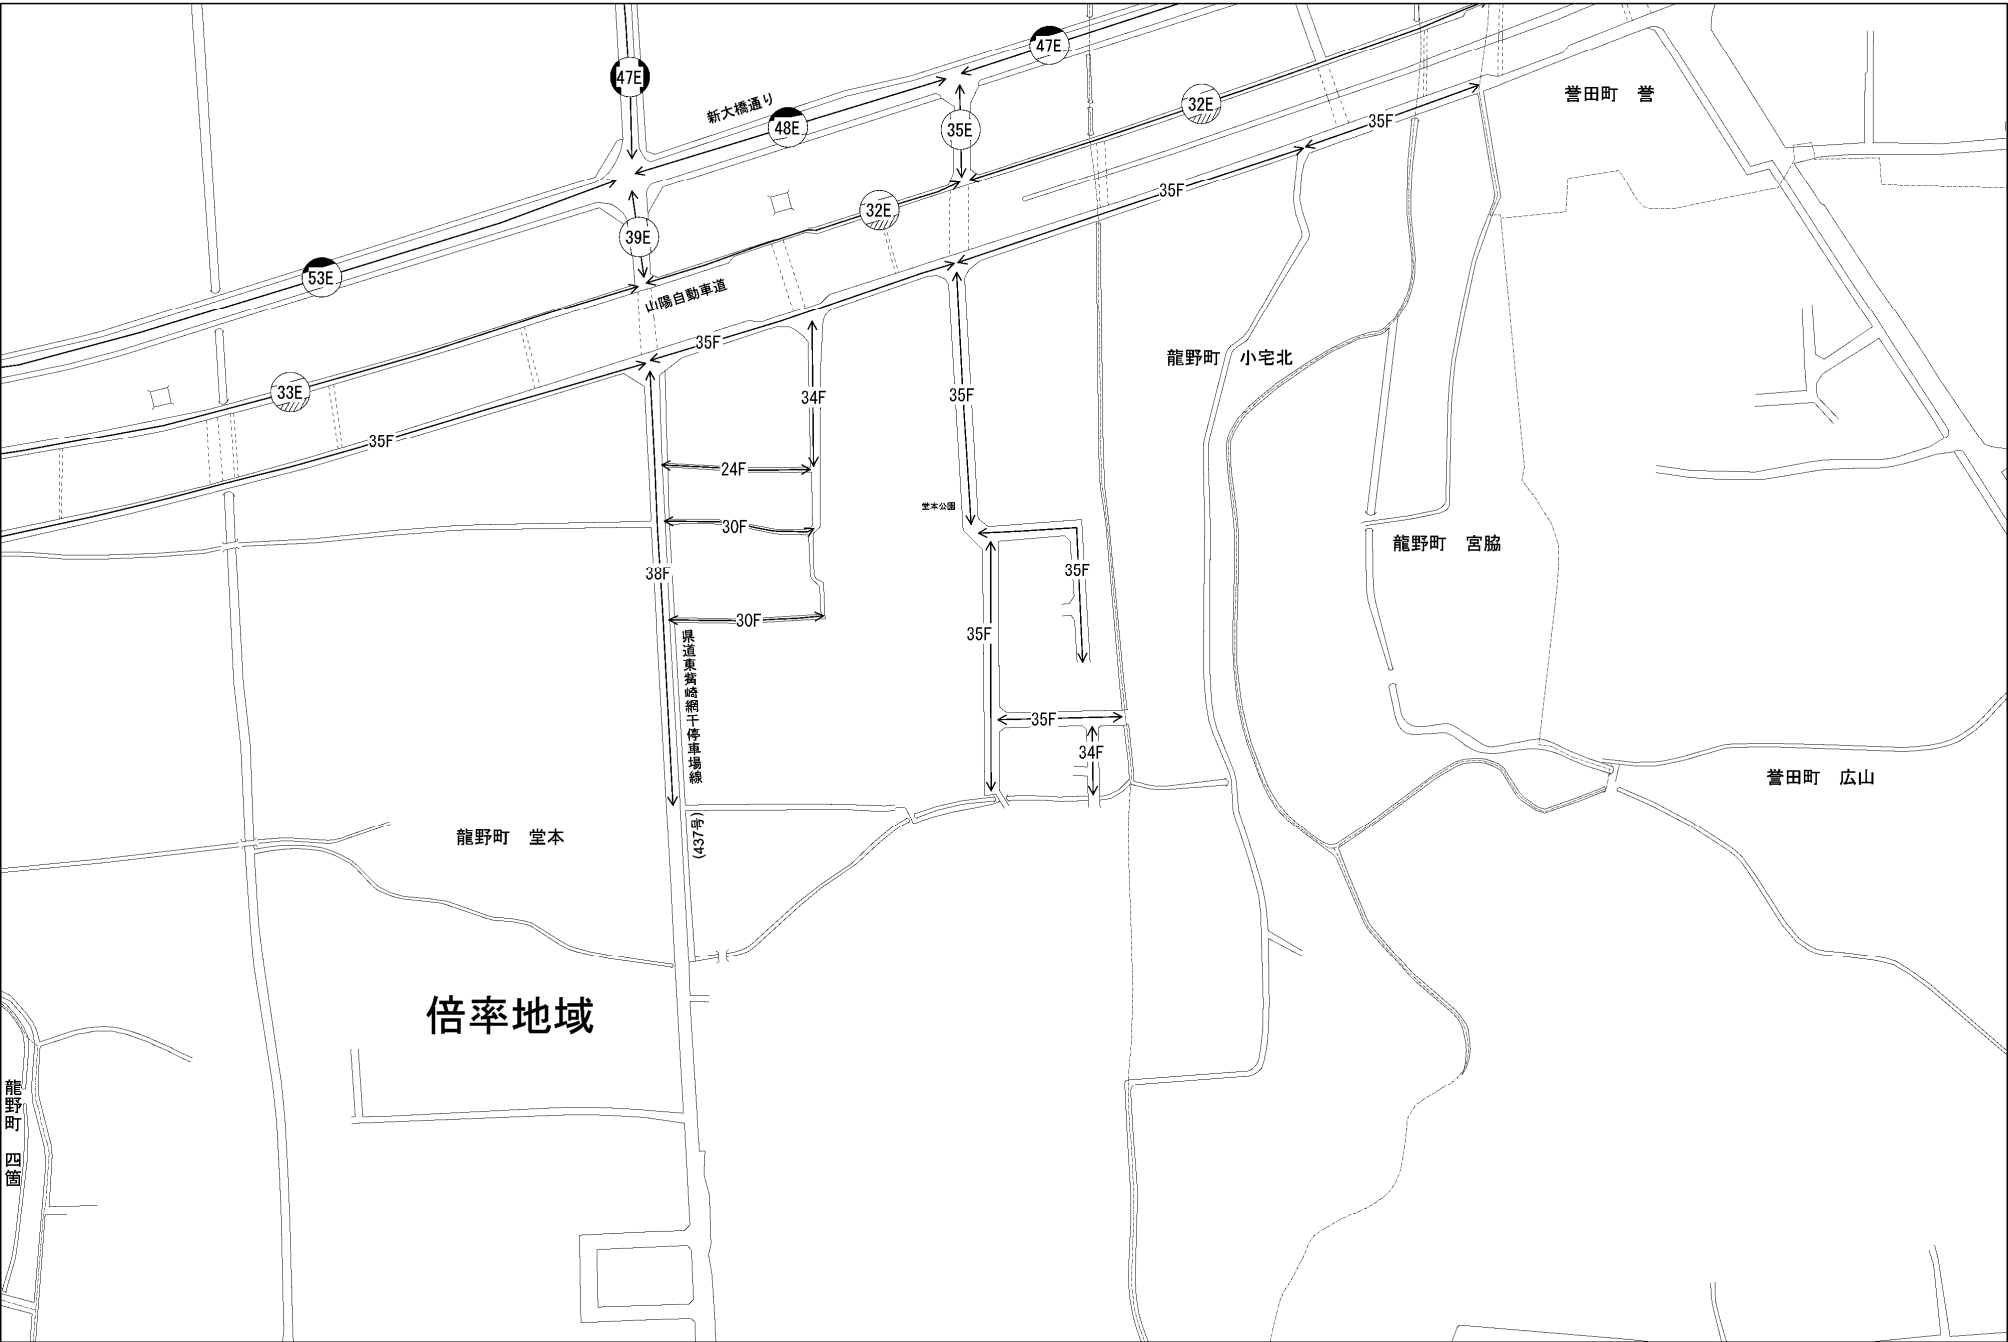 47E
47E
新大橋通り
48E
35E
32E
誉田町 誉
35F
35F
32E
39E
53E
山陽自動車道
35F
龍野町 小宅北
33E
34F
35F
35F
24F
堂本公園
30F
龍野町 宮脇
38F
35F
30F
35F
県道東觜崎網干停車場線
(437号)
35F
34F
誉田町 広山
龍野町 堂本
倍率地域
龍野町 四箇